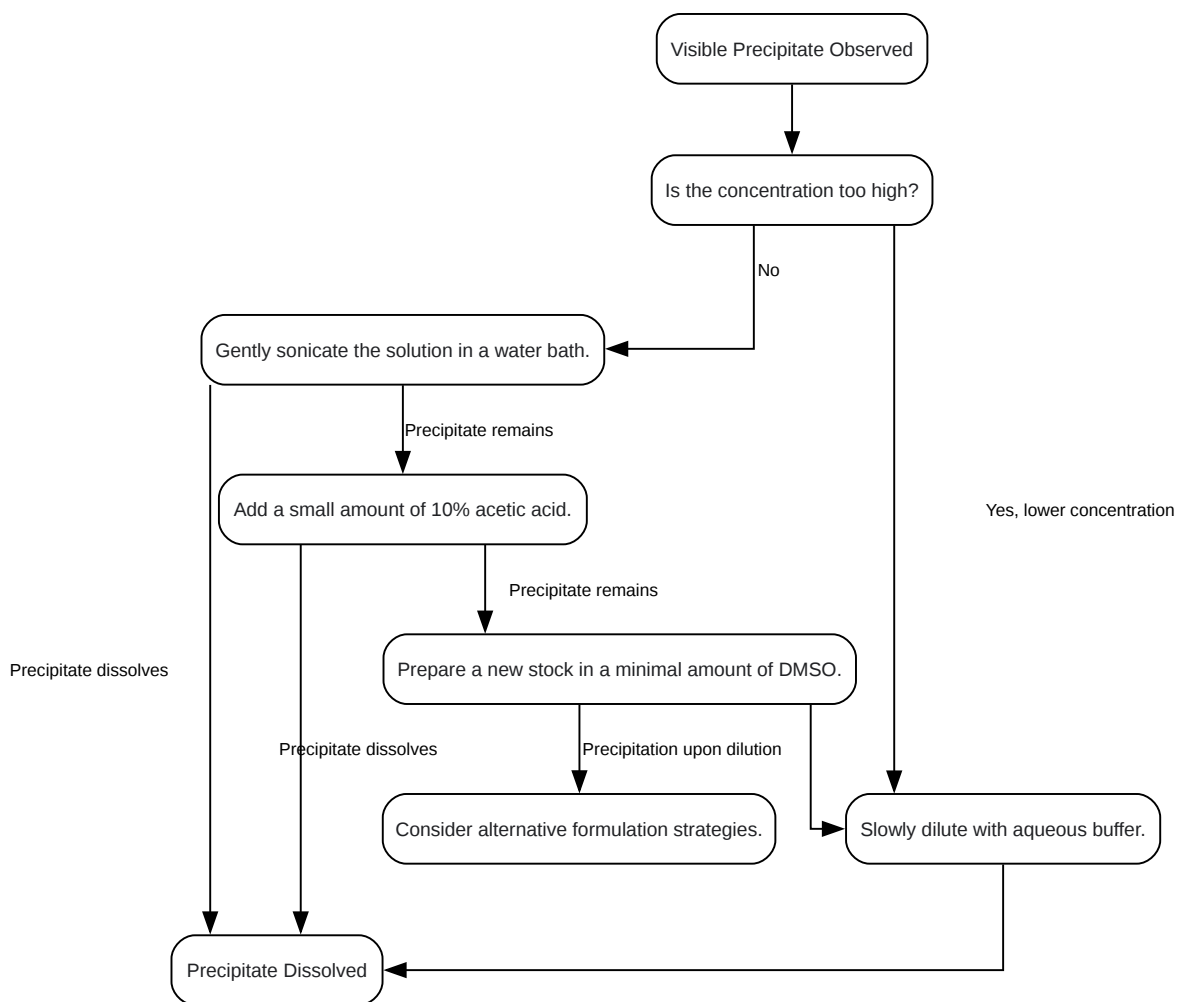 Visible Precipitate Observed
Is the concentration too high?
No
Gently sonicate the solution in a water bath.
Precipitate remains
Add a small amount of 10% acetic acid.
Yes, lower concentration
Precipitate remains
Prepare a new stock in a minimal amount of DMSO.
Precipitate dissolves
Precipitate dissolves
Precipitation upon dilution
Consider alternative formulation strategies.
Slowly dilute with aqueous buffer.
Precipitate Dissolved